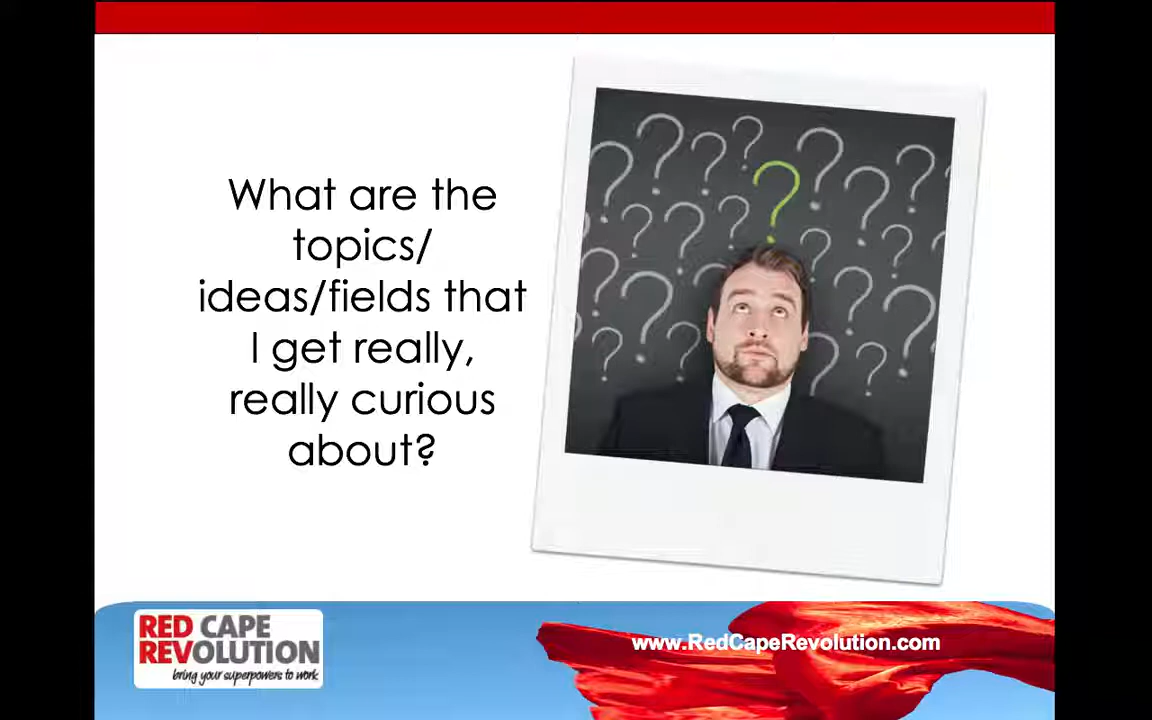 What are the
topics/
ideas/fields that
I get really,
really curious
about?
RED CAPE
REVOLUTION
bring your superpowers to work
www.RedCapeRevolution.com